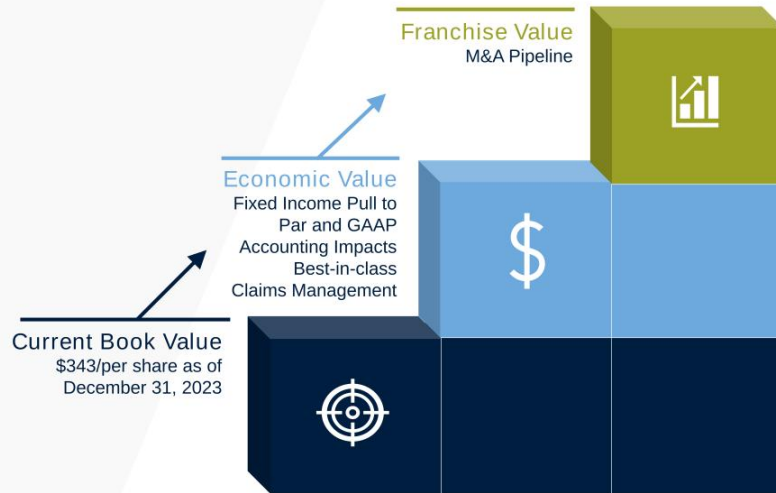 Franchise Value
M&A Pipeline
Economic Value
Fixed Income Pull to
Par and GAAP
Accounting Impacts
Best-in-class
Claims Management
$
Current Book Value
$343/per share as of
December 31, 2023